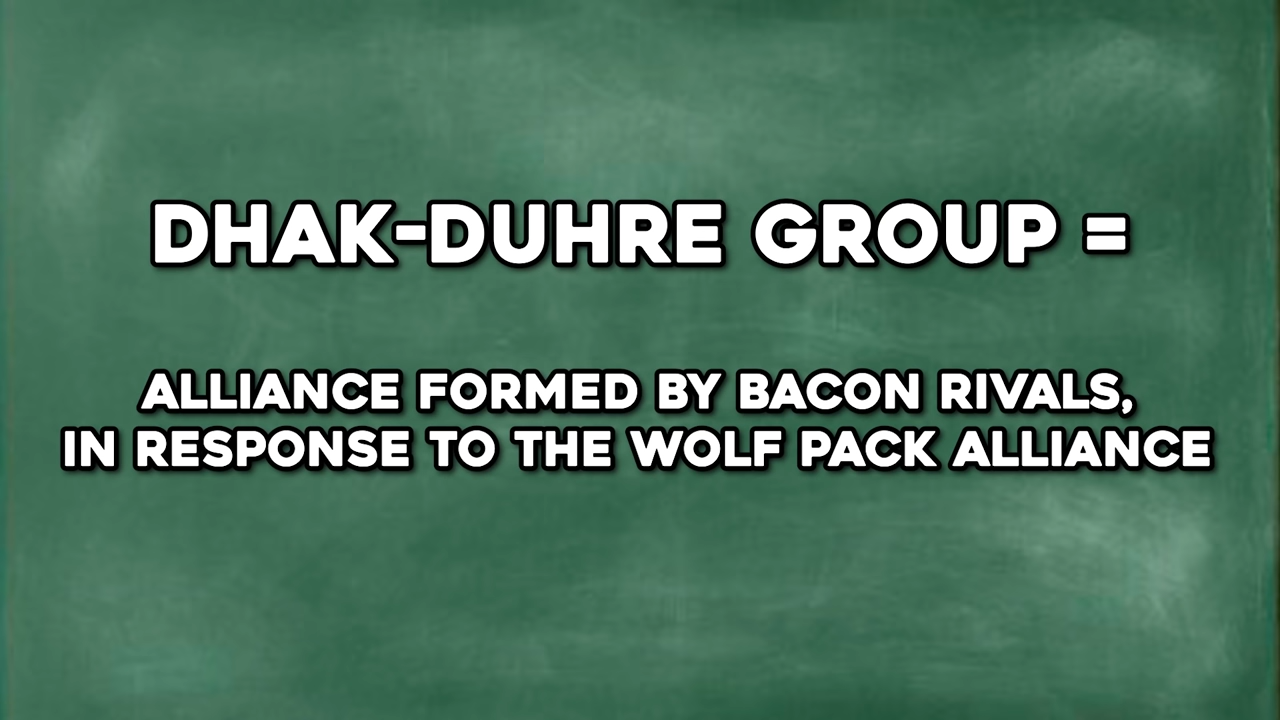 DHAK-DUHRE GROUP =
ALLIANCE FORMED BY BACON RIVALS,
IN RESPONSE TO THE WOLF PACK ALLIANCE